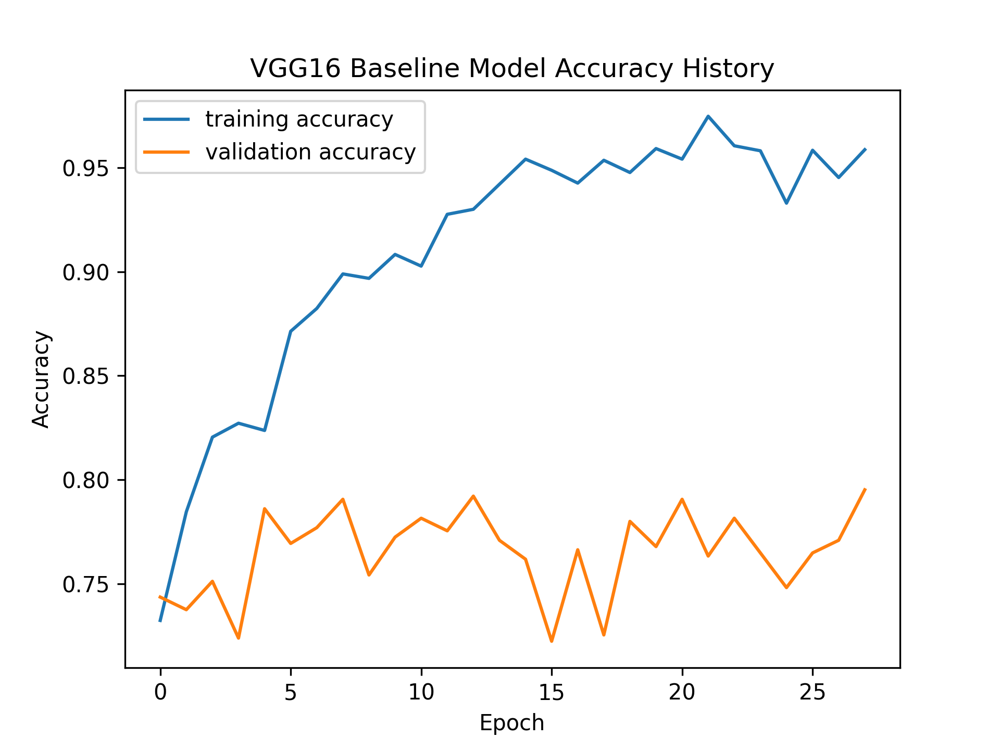 VGG16 Baseline Model Accuracy History
training accuracy
validation accuracy
0.95
0.90
0.85
0.80
0.75
Accuracy
0 5 10 15 20 25
Epoch